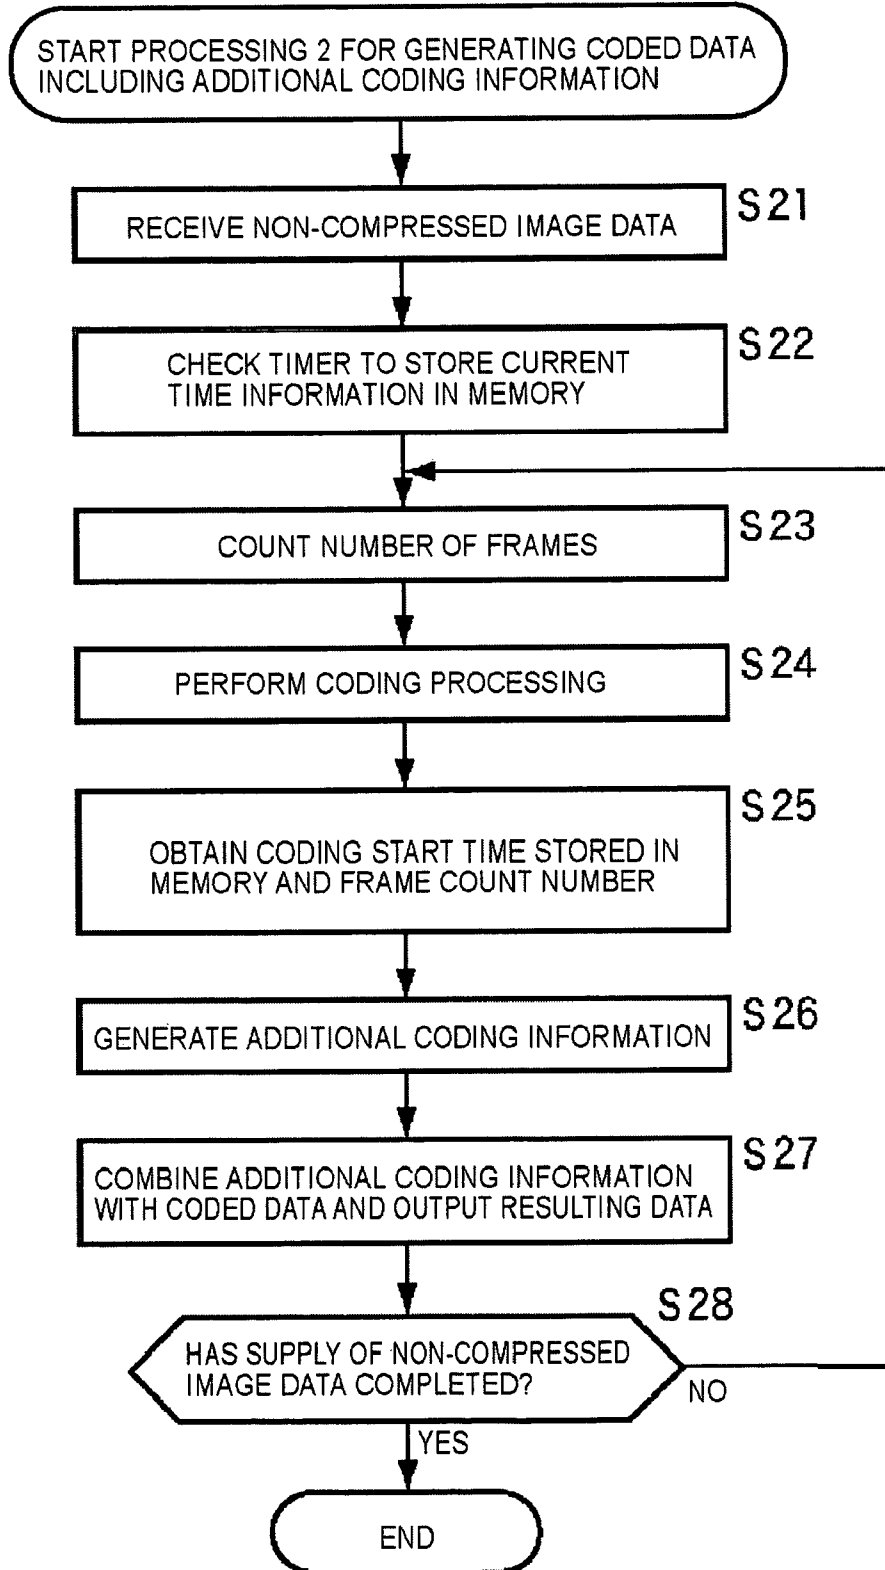 START PROCESSING 2 FOR GENERATING CODED DATA
INCLUDING ADDITIONAL CODING INFORMATION
S21
RECEIVE NON-COMPRESSED IMAGE DATA
S22
CHECK TIMER TO STORE CURRENT
TIME INFORMATION IN MEMORY
S23
COUNT NUMBER OF FRAMES
S24
PERFORM CODING PROCESSING
S25
OBTAIN CODING START TIME STORED IN
MEMORY AND FRAME COUNT NUMBER
S26
GENERATE ADDITIONAL CODING INFORMATION
S27
COMBINE ADDITIONAL CODING INFORMATION
WITH CODED DATA AND OUTPUT RESULTING DATA
S28
HAS SUPPLY OF NON-COMPRESSED
IMAGE DATA COMPLETED?
NO
YES
END